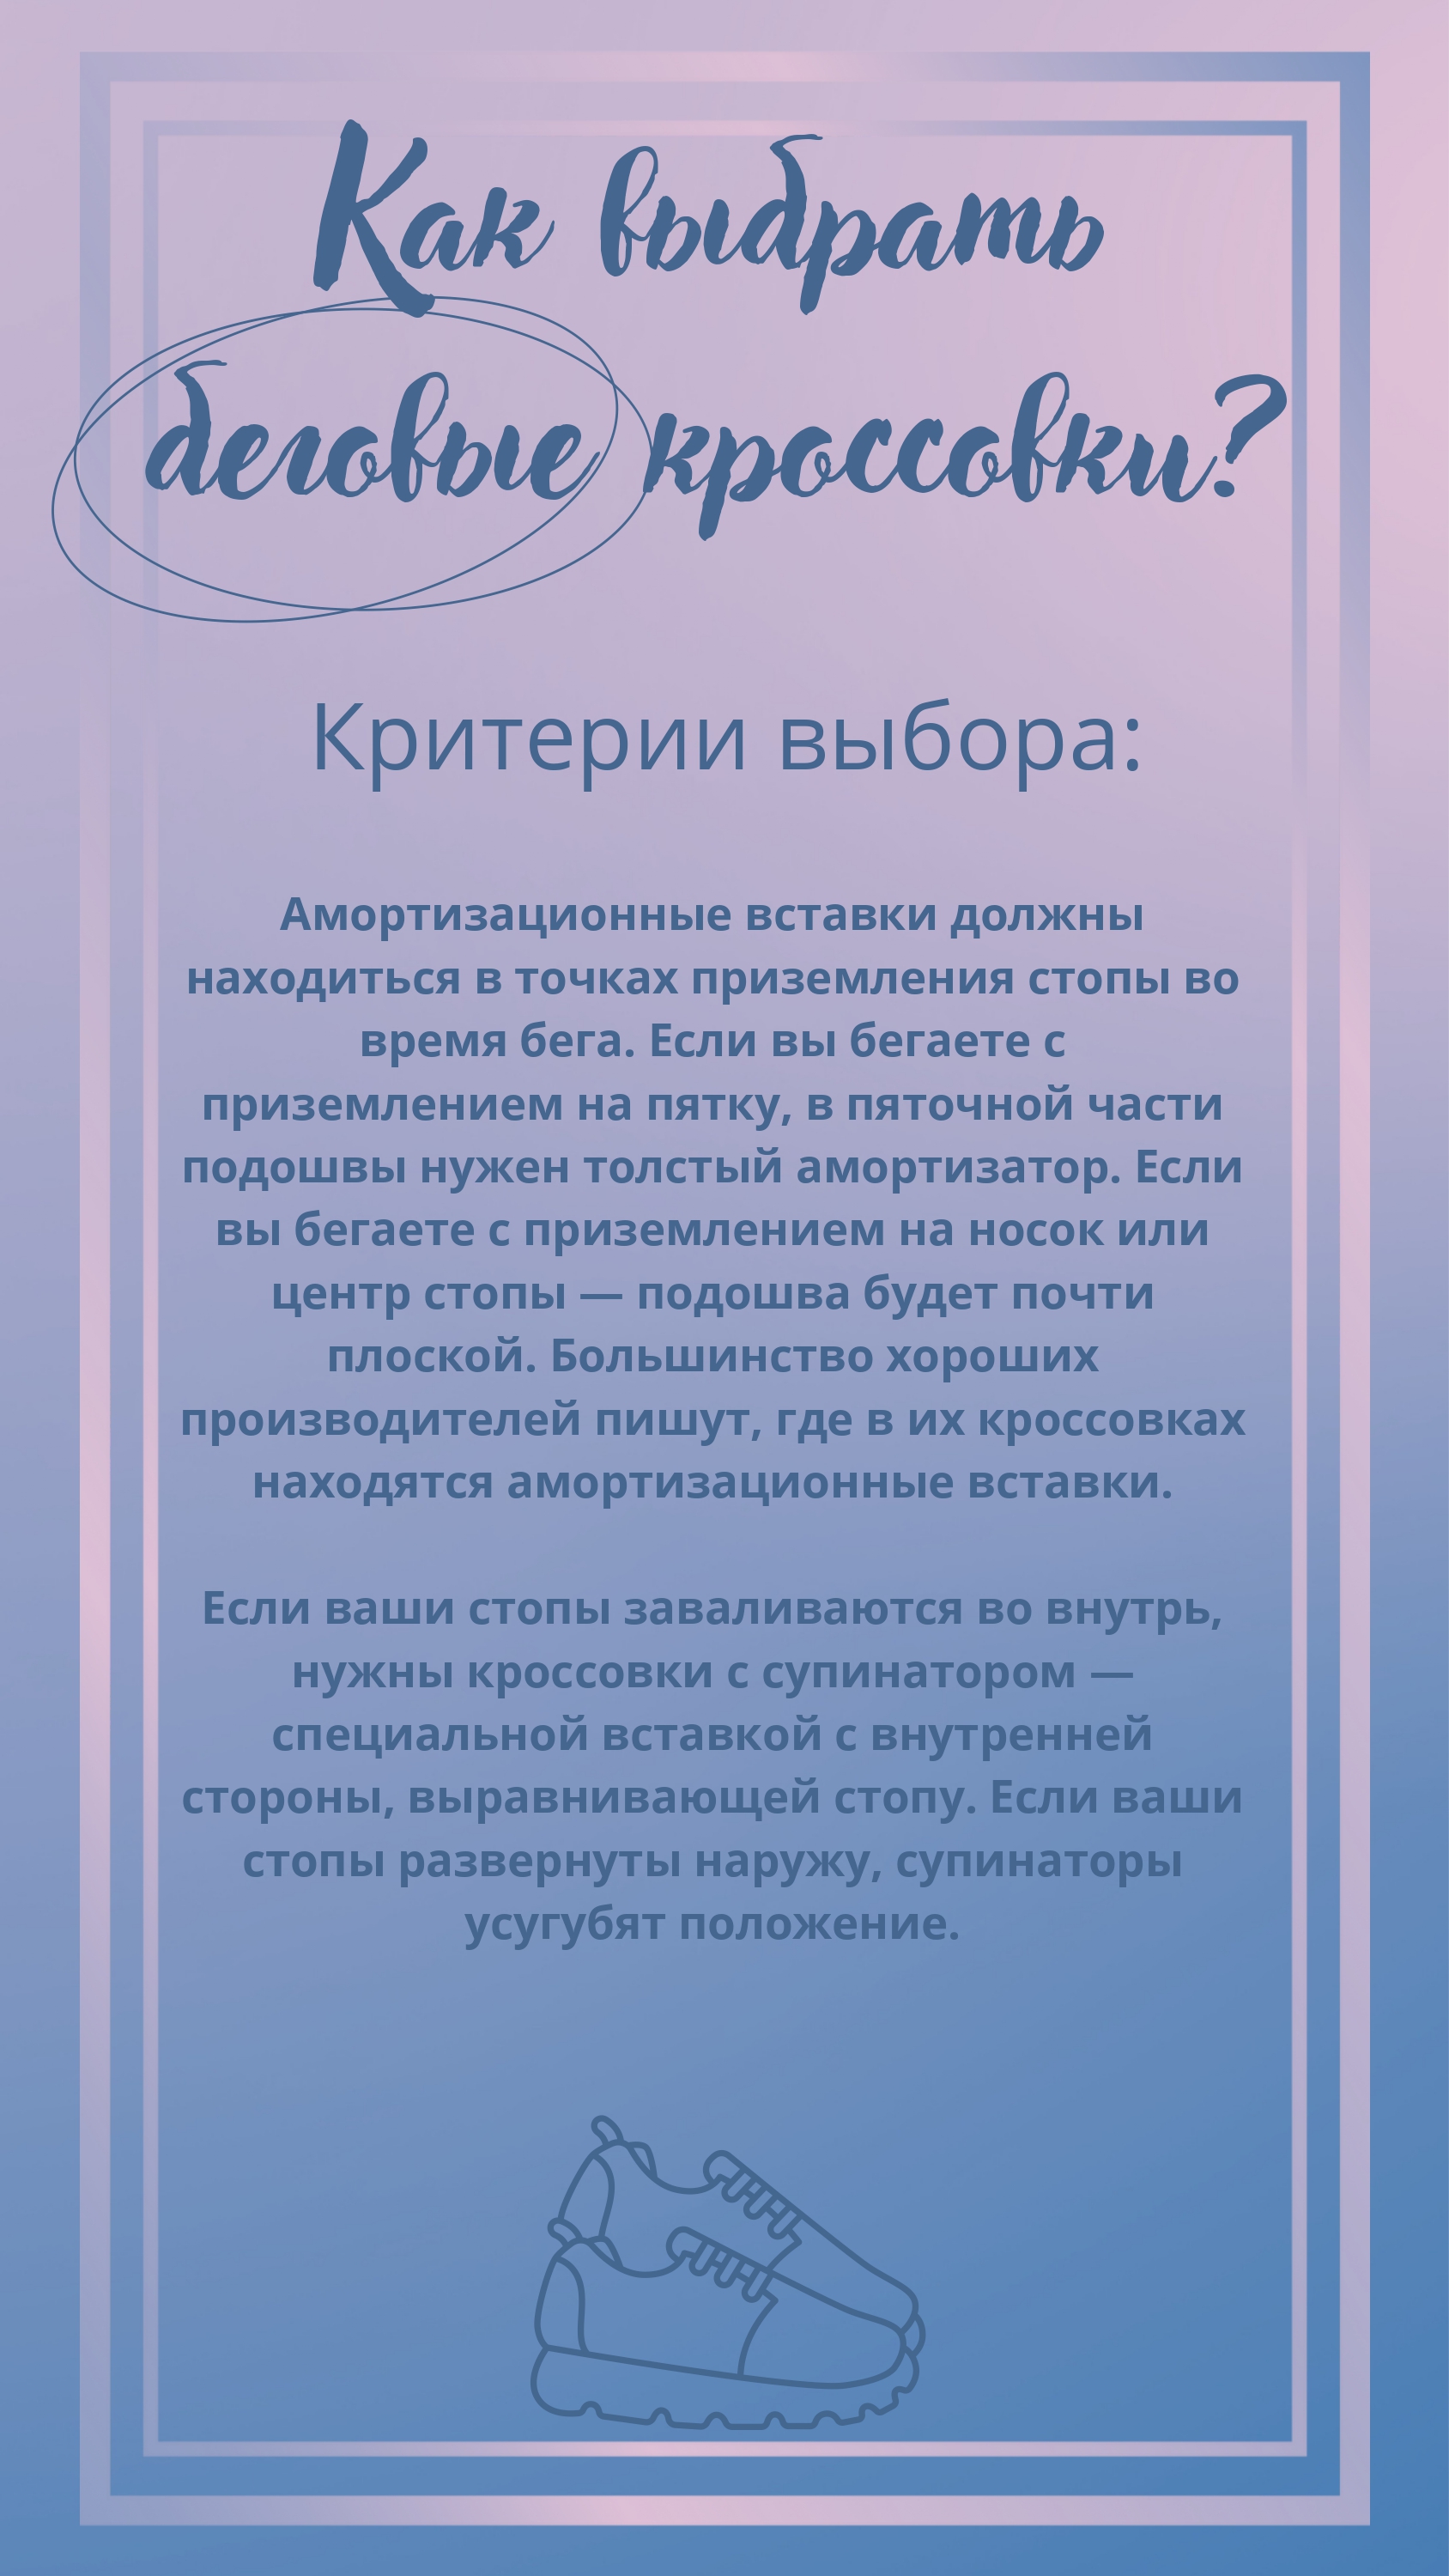 Как выбрать
беговые кроссовки?
Критерии выбора:
Амортизационные вставки должны
находиться в точках приземления стопы во
время бега. Если вы бегаете с
приземлением на пятку, в пяточной части
подошвы нужен толстый амортизатор. Если
вы бегаете с приземлением на носок или
центр стопы — подошва будет почти
плоской. Большинство хороших
производителей пишут, где в их кроссовках
находятся амортизационные вставки.
Если ваши стопы заваливаются во внутрь,
нужны кроссовки с супинатором —
специальной вставкой с внутренней
стороны, выравнивающей стопу. Если ваши
стопы развернуты наружу, супинаторы
усугубят положение.